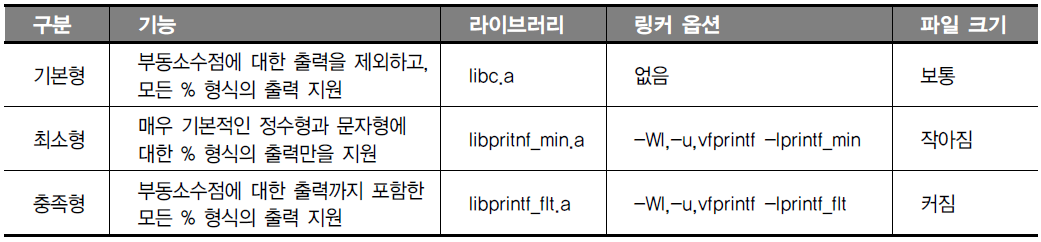 구분 기능 라이브러리 링커 옵션 파일 크기
기본형 부동소수점에 대한 출력을 제외하고, 모든 % 형식의 출력 지원 libc.a 없음 보통
최소형 매우 기본적인 정수형과 문자형에 대한 % 형식의 출력만을 지원 libpritnf_min.a -Wl,-u,vfprintf -lprintf_min 작아짐
충족형 부동소수점에 대한 출력까지 포함한 모든 % 형식의 출력 지원 libprintf_flt.a -Wl,-u,vfprintf -lprintf_flt 커짐